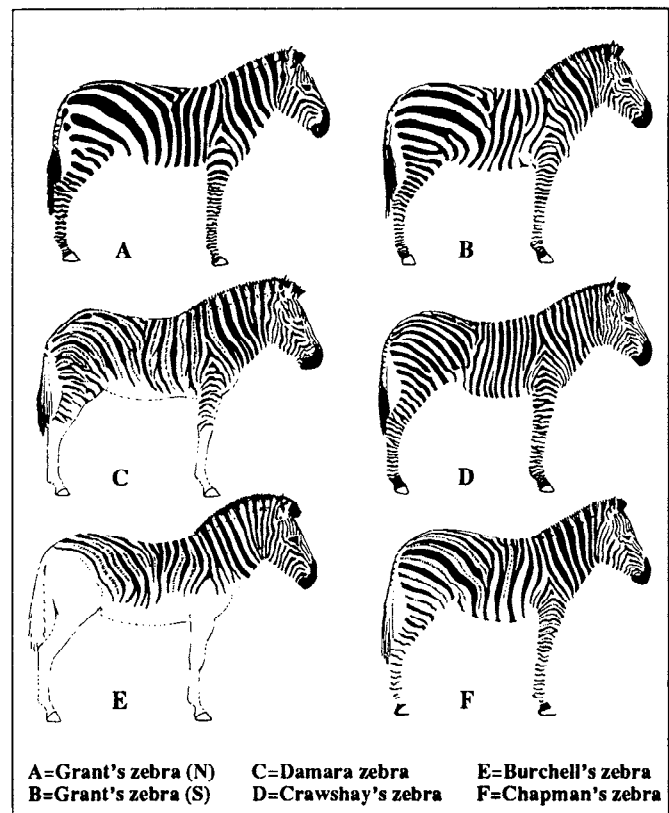 A
B
C
D
E
F
A=Grant's zebra (N) C=Damara zebra E=Burchell's zebra
B=Grant's zebra (S) D=Crawshay's zebra F=Chapman's zebra